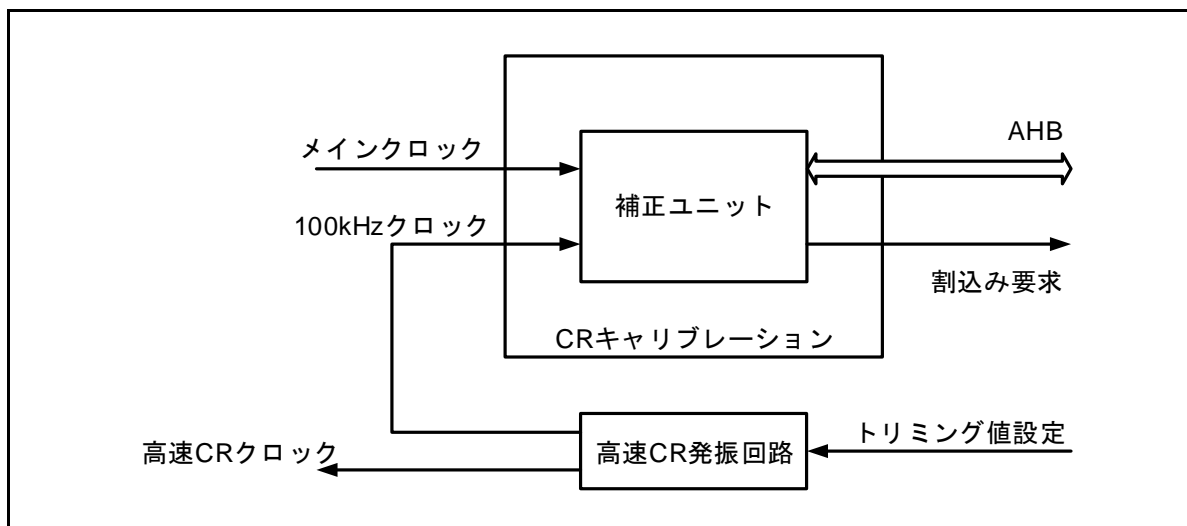 AHB
メインクロック
補正ユニット
100kHzクロック
割込み要求
CRキャリブレーション
トリミング値設定
高速CRクロック
高速CR発振回路